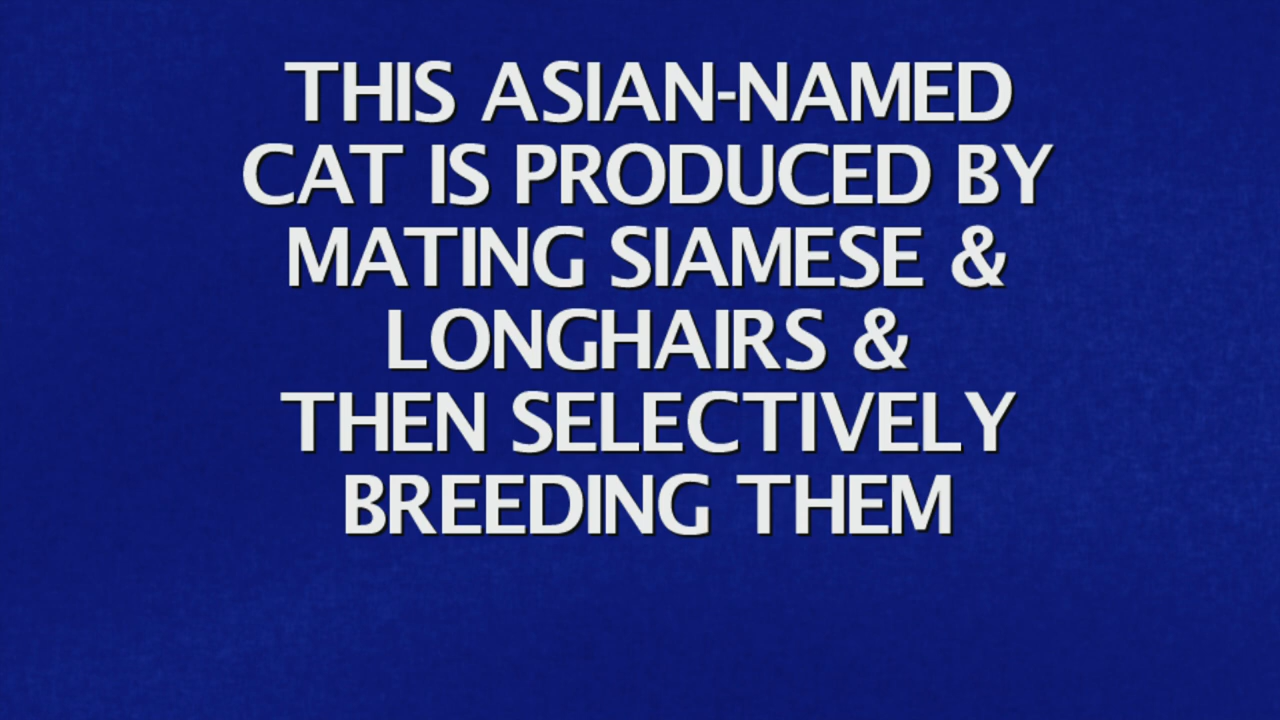 THIS ASIAN-NAMED
CAT IS PRODUCED BY
MATING SIAMESE &
LONGHAIRS &
THEN SELECTIVELY
BREEDING THEM